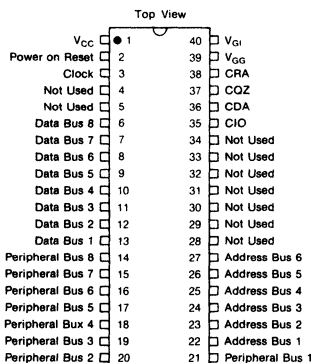 Top View
VCC 1 40 VGI
Power on Reset 2 39 VGG
Clock 3 38 CRA
Not Used 4 37 CQZ
Not Used 5 36 CDA
Data Bus 8 6 35 CIO
Data Bus 7 7 34 Not Used
Data Bus 6 8 33 Not Used
Data Bus 5 9 32 Not Used
Data Bus 4 10 31 Not Used
Data Bus 3 11 30 Not Used
Data Bus 2 12 29 Not Used
Data Bus 1 13 28 Not Used
Peripheral Bus 8 14 27 Address Bus 6
Peripheral Bus 7 15 26 Address Bus 5
Peripheral Bus 6 16 25 Address Bus 4
Peripheral Bus 5 17 24 Address Bus 3
Peripheral Bux 4 18 23 Address Bus 2
Peripheral Bus 3 19 22 Address Bus 1
Peripheral Bus 2 20 21 Peripheral Bus 1